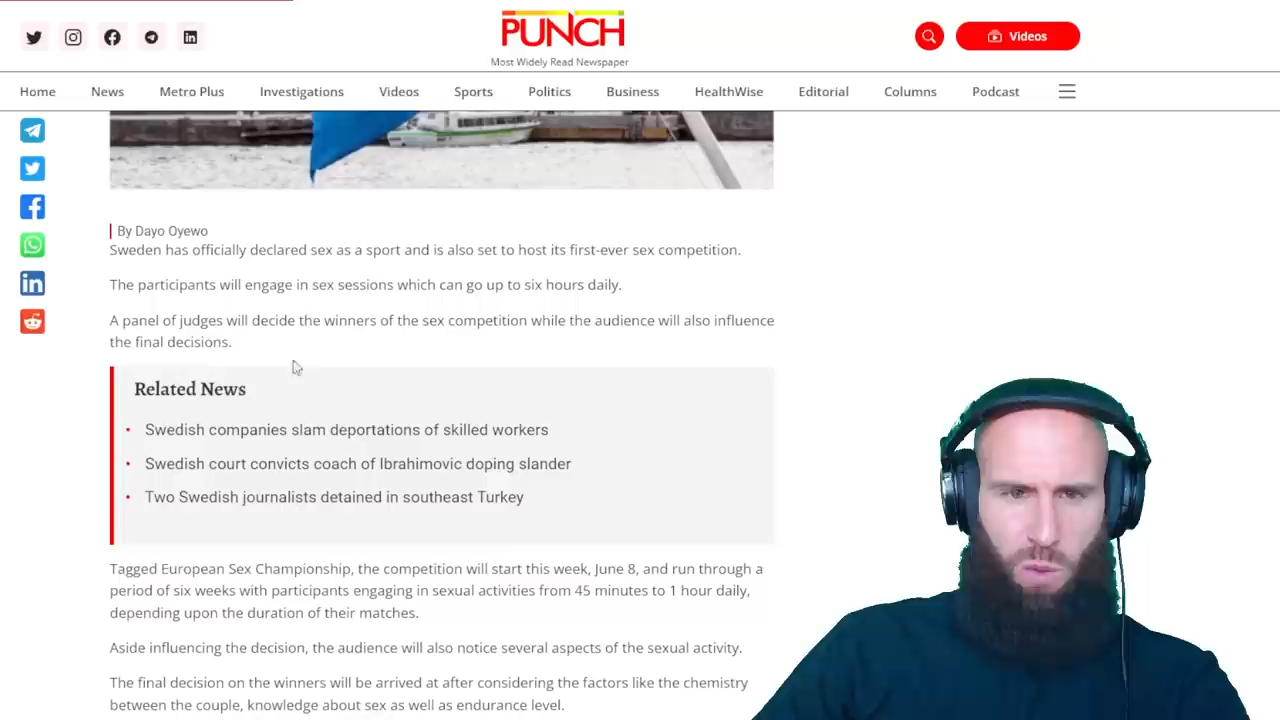 PUNCH
Most Widely Read Newspaper
Videos
Home News Metro Plus Investigations Videos Sports Politics Business HealthWise Editorial Columns Podcast
By Dayo Oyewo
Sweden has officially declared sex as a sport and is also set to host its first-ever sex competition.
The participants will engage in sex sessions which can go up to six hours daily.
A panel of judges will decide the winners of the sex competition while the audience will also influence
the final decisions.
Related News
Swedish companies slam deportations of skilled workers
Swedish court convicts coach of Ibrahimovic doping slander
Two Swedish journalists detained in southeast Turkey
Tagged European Sex Championship, the competition will start this week, June 8, and run through a
period of six weeks with participants engaging in sexual activities from 45 minutes to 1 hour daily,
depending upon the duration of their matches.
Aside influencing the decision, the audience will also notice several aspects of the sexual activity.
The final decision on the winners will be arrived at after considering the factors like the chemistry
between the couple, knowledge about sex as well as endurance level.